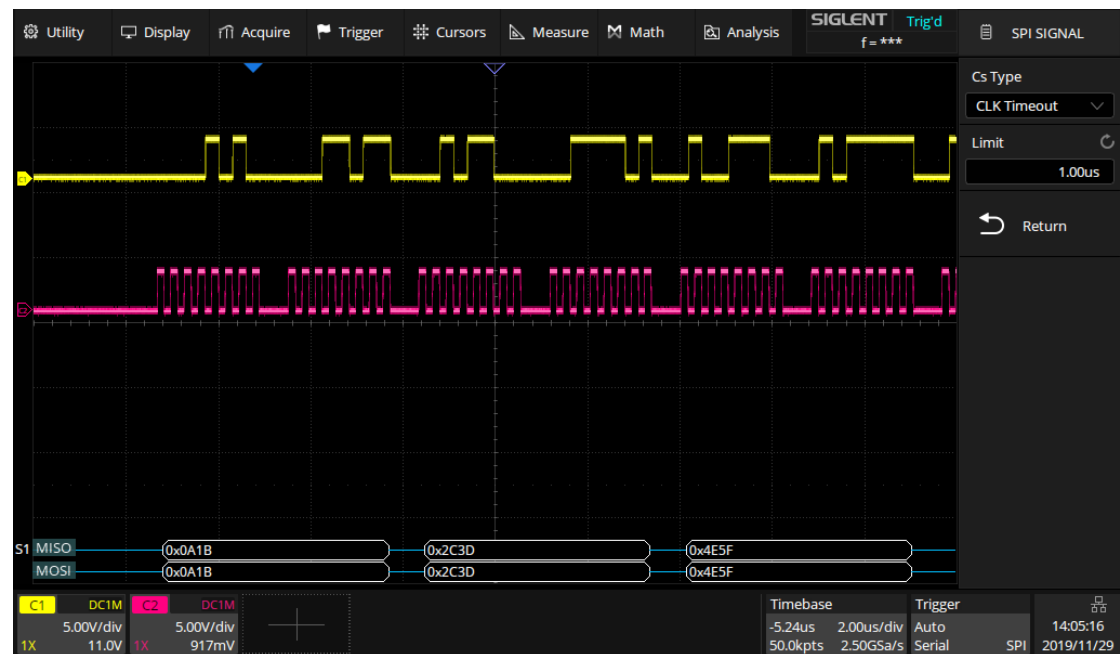 Utility Display Acquire Trigger Cursors Measure Math Analysis SIGLENT Trig'd
f = ***
SPI SIGNAL
Cs Type
CLK Timeout
Limit
1.00us
Return
C1
C2
S1 MISO 0x0A1B 0x2C3D 0x4E5F
MOSI 0x0A1B 0x2C3D 0x4E5F
C1 DC1M C2 DC1M Timebase Trigger
5.00V/div 5.00V/div -5.24us 2.00us/div Auto 14:05:16
1X 11.0V 1X 917mV 50.0kpts 2.50GSa/s Serial SPI 2019/11/29